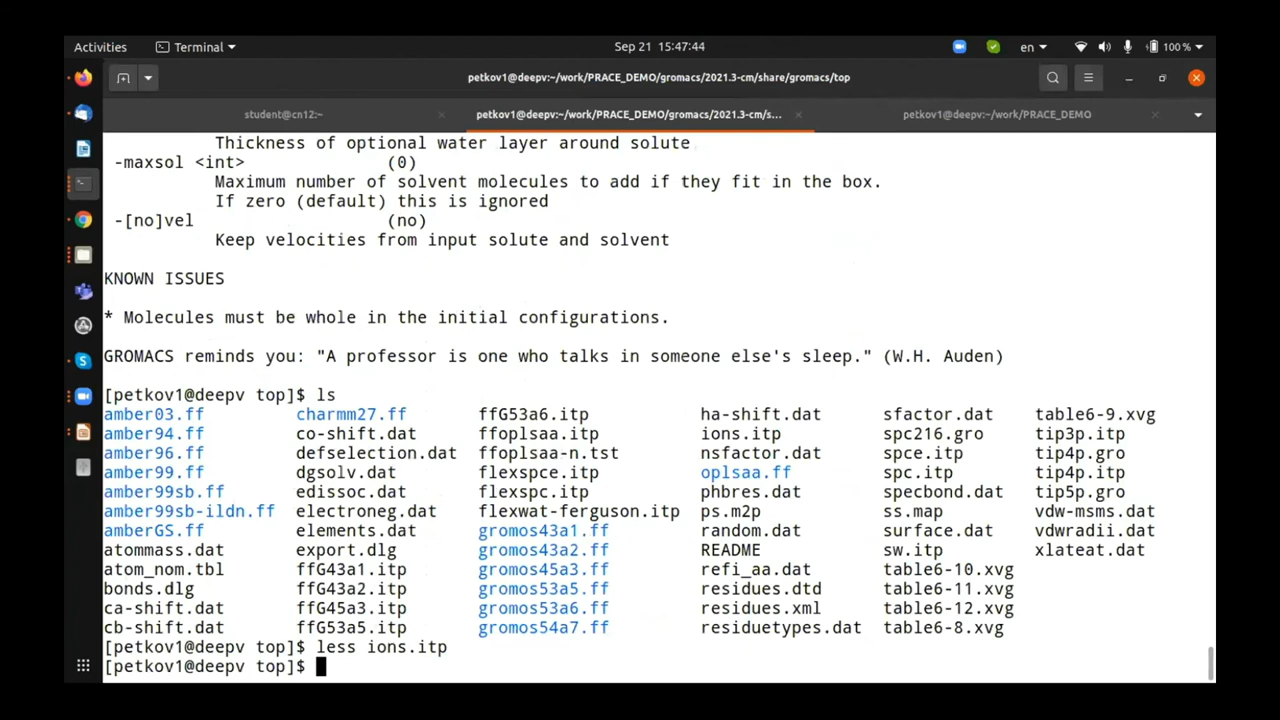 Activities Terminal Sep 21 15:47:44 en 100 %
petkov1@deepv:~/work/PRACE_DEMO/gromacs/2021.3-cm/share/gromacs/top
student@cn12:~ petkov1@deepv:~/work/PRACE_DEMO/gromacs/2021.3-cm/s... petkov1@deepv:~/work/PRACE_DEMO
Thickness of optional water layer around solute
-maxsol <int> (0)
Maximum number of solvent molecules to add if they fit in the box.
If zero (default) this is ignored
-[no]vel (no)
Keep velocities from input solute and solvent
KNOWN ISSUES
* Molecules must be whole in the initial configurations.
GROMACS reminds you: "A professor is one who talks in someone else's sleep." (W.H. Auden)
[petkov1@deepv top]$ ls
amber03.ff charmm27.ff ffG53a6.itp ha-shift.dat sfactor.dat table6-9.xvg
amber94.ff co-shift.dat ffoplsaa.itp ions.itp spc216.gro tip3p.itp
amber96.ff defselection.dat ffoplsaa-n.tst nsfactor.dat spce.itp tip4p.gro
amber99.ff dgsolv.dat flexspce.itp oplsaa.ff spc.itp tip4p.itp
amber99sb.ff edissoc.dat flexspc.itp phbres.dat specbond.dat tip5p.gro
amber99sb-ildn.ff electroneg.dat flexwat-ferguson.itp ps.m2p ss.map vdw-msms.dat
amberGS.ff elements.dat gromos43a1.ff random.dat surface.dat vdwradii.dat
atommass.dat export.dlg gromos43a2.ff README sw.itp xlateat.dat
atom_nom.tbl ffG43a1.itp gromos45a3.ff refi_aa.dat table6-10.xvg
bonds.dlg ffG43a2.itp gromos53a5.ff residues.dtd table6-11.xvg
ca-shift.dat ffG45a3.itp gromos53a6.ff residues.xml table6-12.xvg
cb-shift.dat ffG53a5.itp gromos54a7.ff residuetypes.dat table6-8.xvg
[petkov1@deepv top]$ less ions.itp
[petkov1@deepv top]$